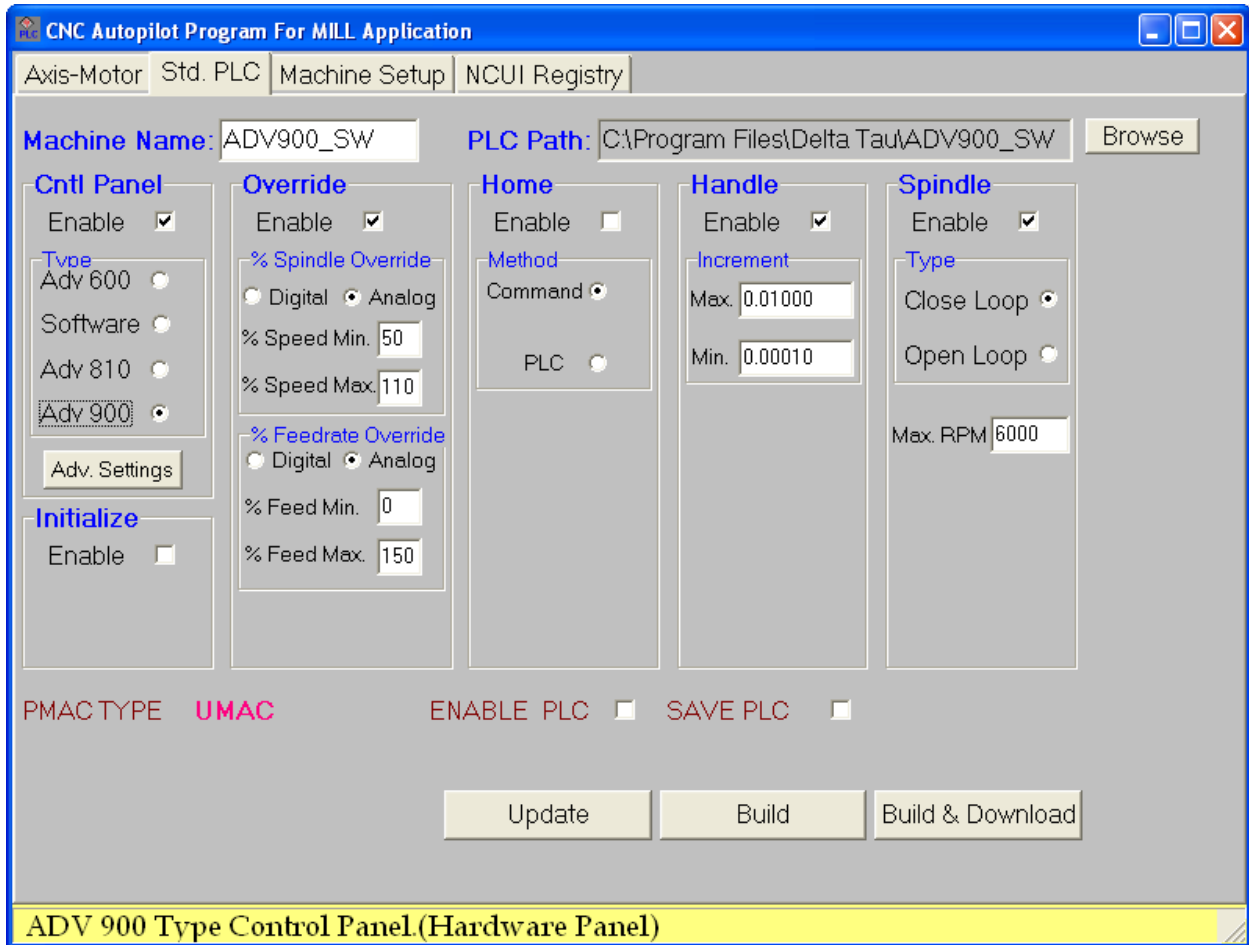 PLC CNC Autopilot Program For MILL Application
Axis-Motor Std. PLC Machine Setup NCUI Registry
Machine Name: ADV900_SW PLC Path: C:\Program Files\Delta Tau\ADV900_SW Browse
Cntl Panel
Enable
Type
Adv 600
Software
Adv 810
Adv 900
Adv. Settings
Initialize
Enable
Override
Enable
% Spindle Override
Digital Analog
% Speed Min. 50
% Speed Max. 110
% Feedrate Override
Digital Analog
% Feed Min. 0
% Feed Max. 150
Home
Enable
Method
Command
PLC
Handle
Enable
Increment
Max. 0.01000
Min. 0.00010
Spindle
Enable
Type
Close Loop
Open Loop
Max. RPM 6000
PMAC TYPE UMAC ENABLE PLC SAVE PLC
Update Build Build & Download
ADV 900 Type Control Panel.(Hardware Panel)